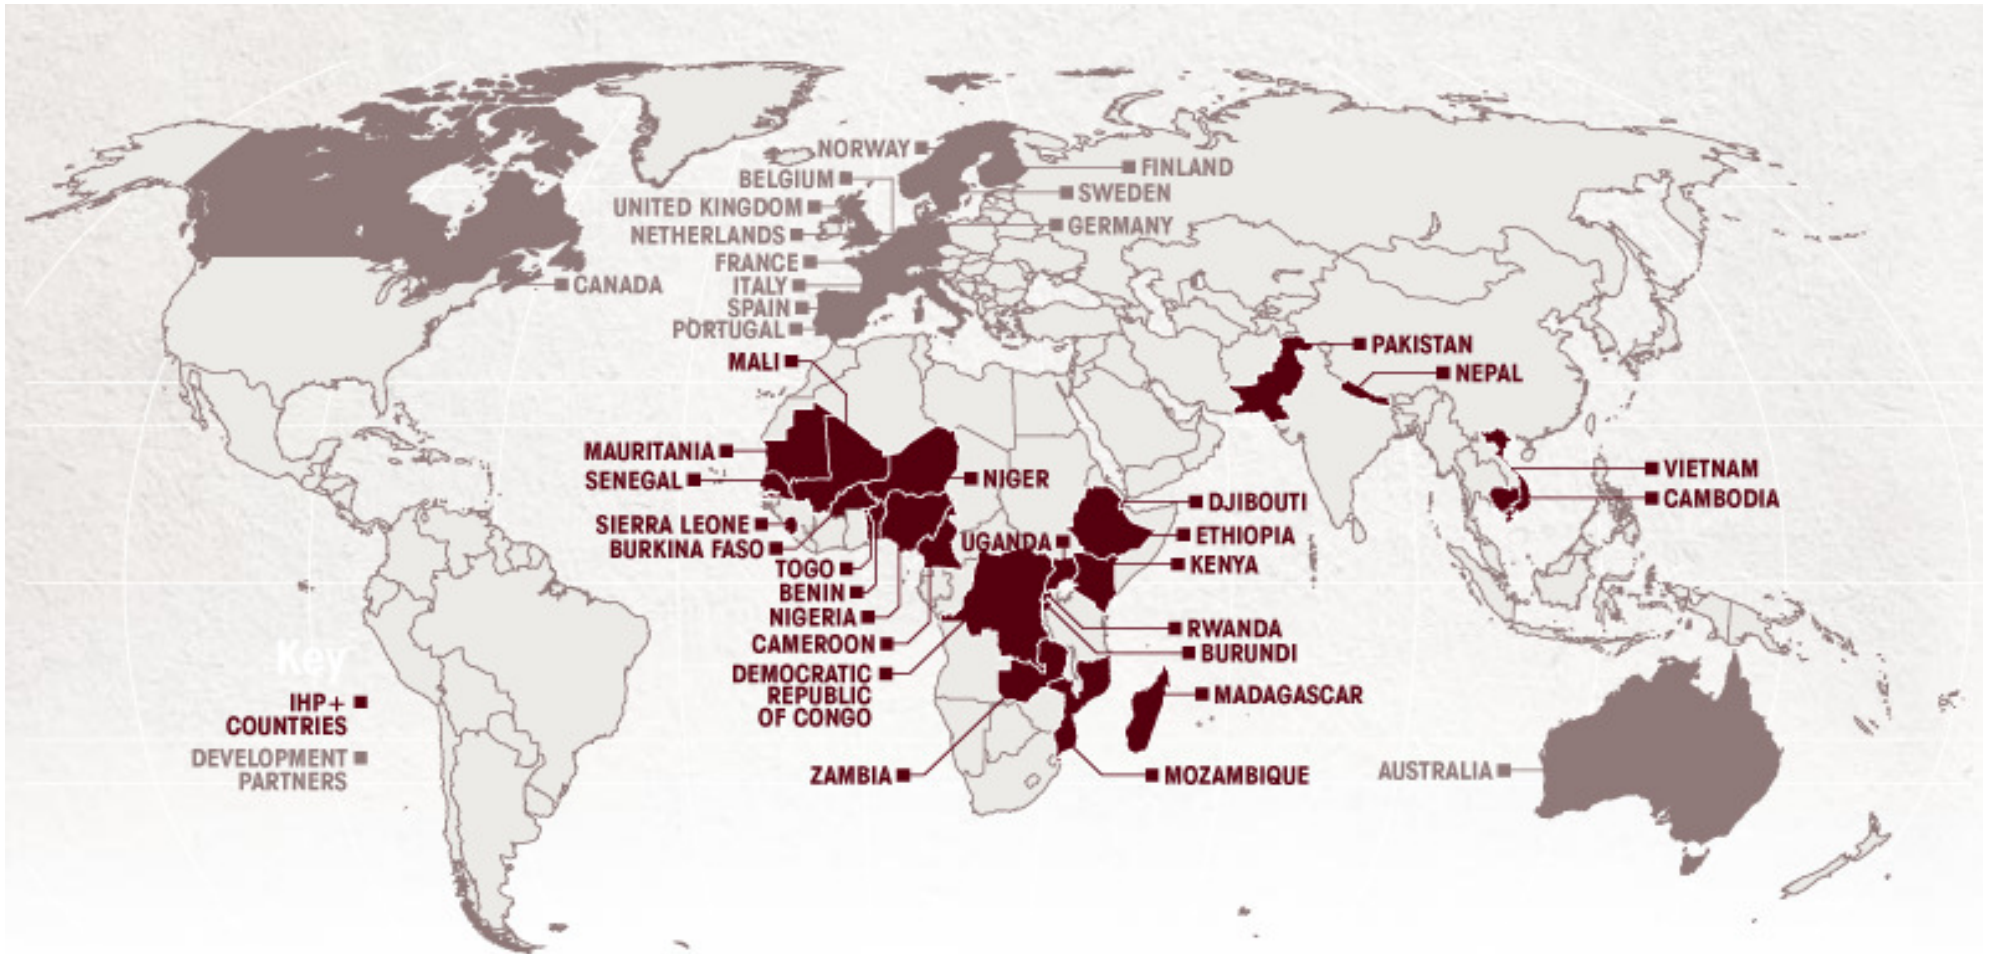 NORWAY
FINLAND
BELGIUM
SWEDEN
UNITED KINGDOM
GERMANY
NETHERLANDS
FRANCE
CANADA
ITALY
SPAIN
PORTUGAL
PAKISTAN
MALI
NEPAL
MAURITANIA
VIETNAM
SENEGAL
NIGER
CAMBODIA
DJIBOUTI
SIERRA LEONE
ETHIOPIA
UGANDA
BURKINA FASO
KENYA
TOGO
BENIN
NIGERIA
RWANDA
CAMEROON
BURUNDI
Key
DEMOCRATIC
REPUBLIC
OF CONGO
MADAGASCAR
IHP+
COUNTRIES
DEVELOPMENT
PARTNERS
ZAMBIA
MOZAMBIQUE
AUSTRALIA